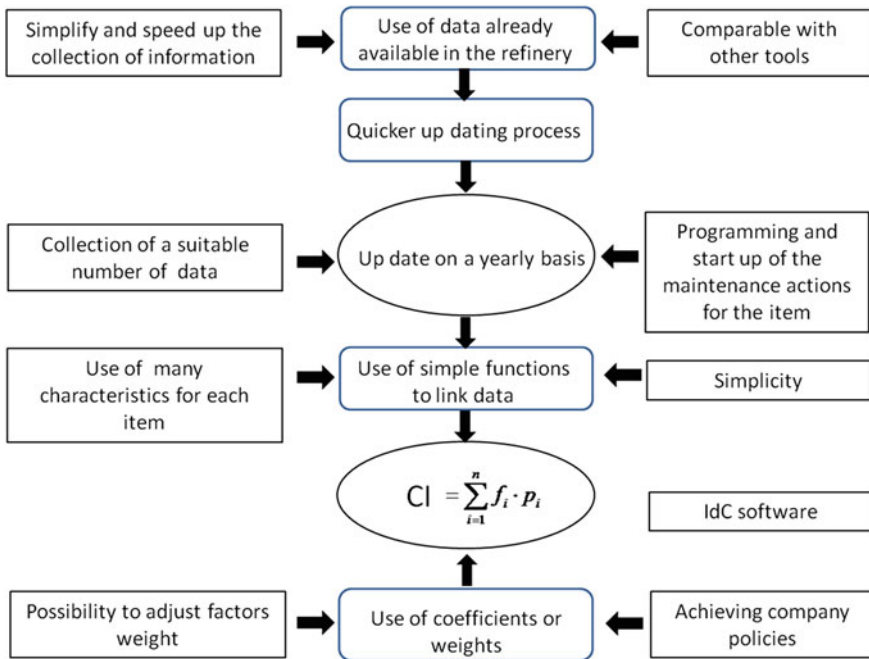 Simplify and speed up the
collection of information
Use of data already
available in the refinery
Comparable with
other tools
Quicker up dating process
Collection of a suitable
number of data
Up date on a yearly basis
Programming and
start up of the
maintenance actions
for the item
Use of many
characteristics for each
item
Use of simple functions
to link data
Simplicity
CI = \sum_{i=1}^{n} f_i \cdot p_i
IdC software
Possibility to adjust factors
weight
Use of coefficients or
weights
Achieving company
policies